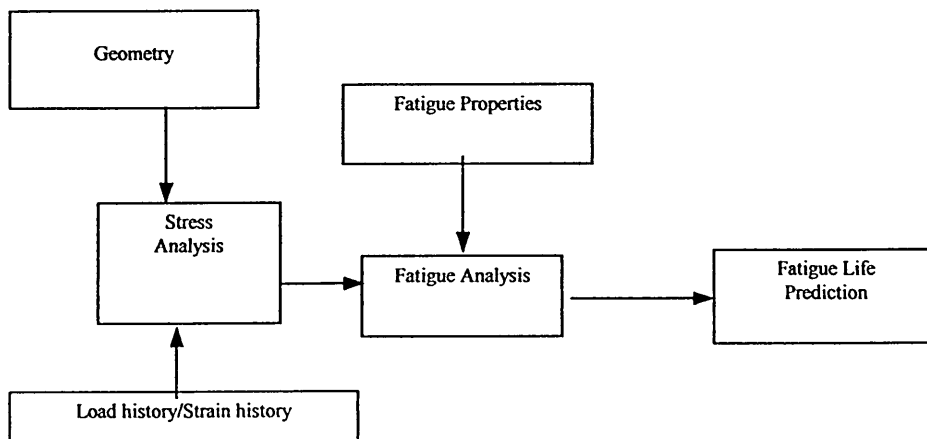 Geometry
Fatigue Properties
Stress
Analysis
Fatigue Analysis
Fatigue Life
Prediction
Load history/Strain history